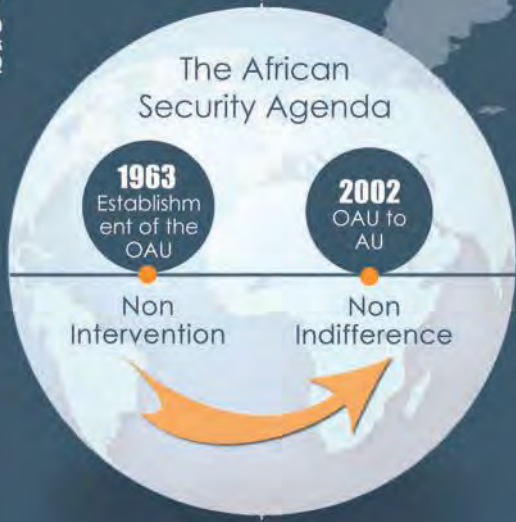 The African
Security Agenda
1963
Establishm
ent of the
OAU
2002
OAU to
AU
Non
Intervention
Non
Indifference